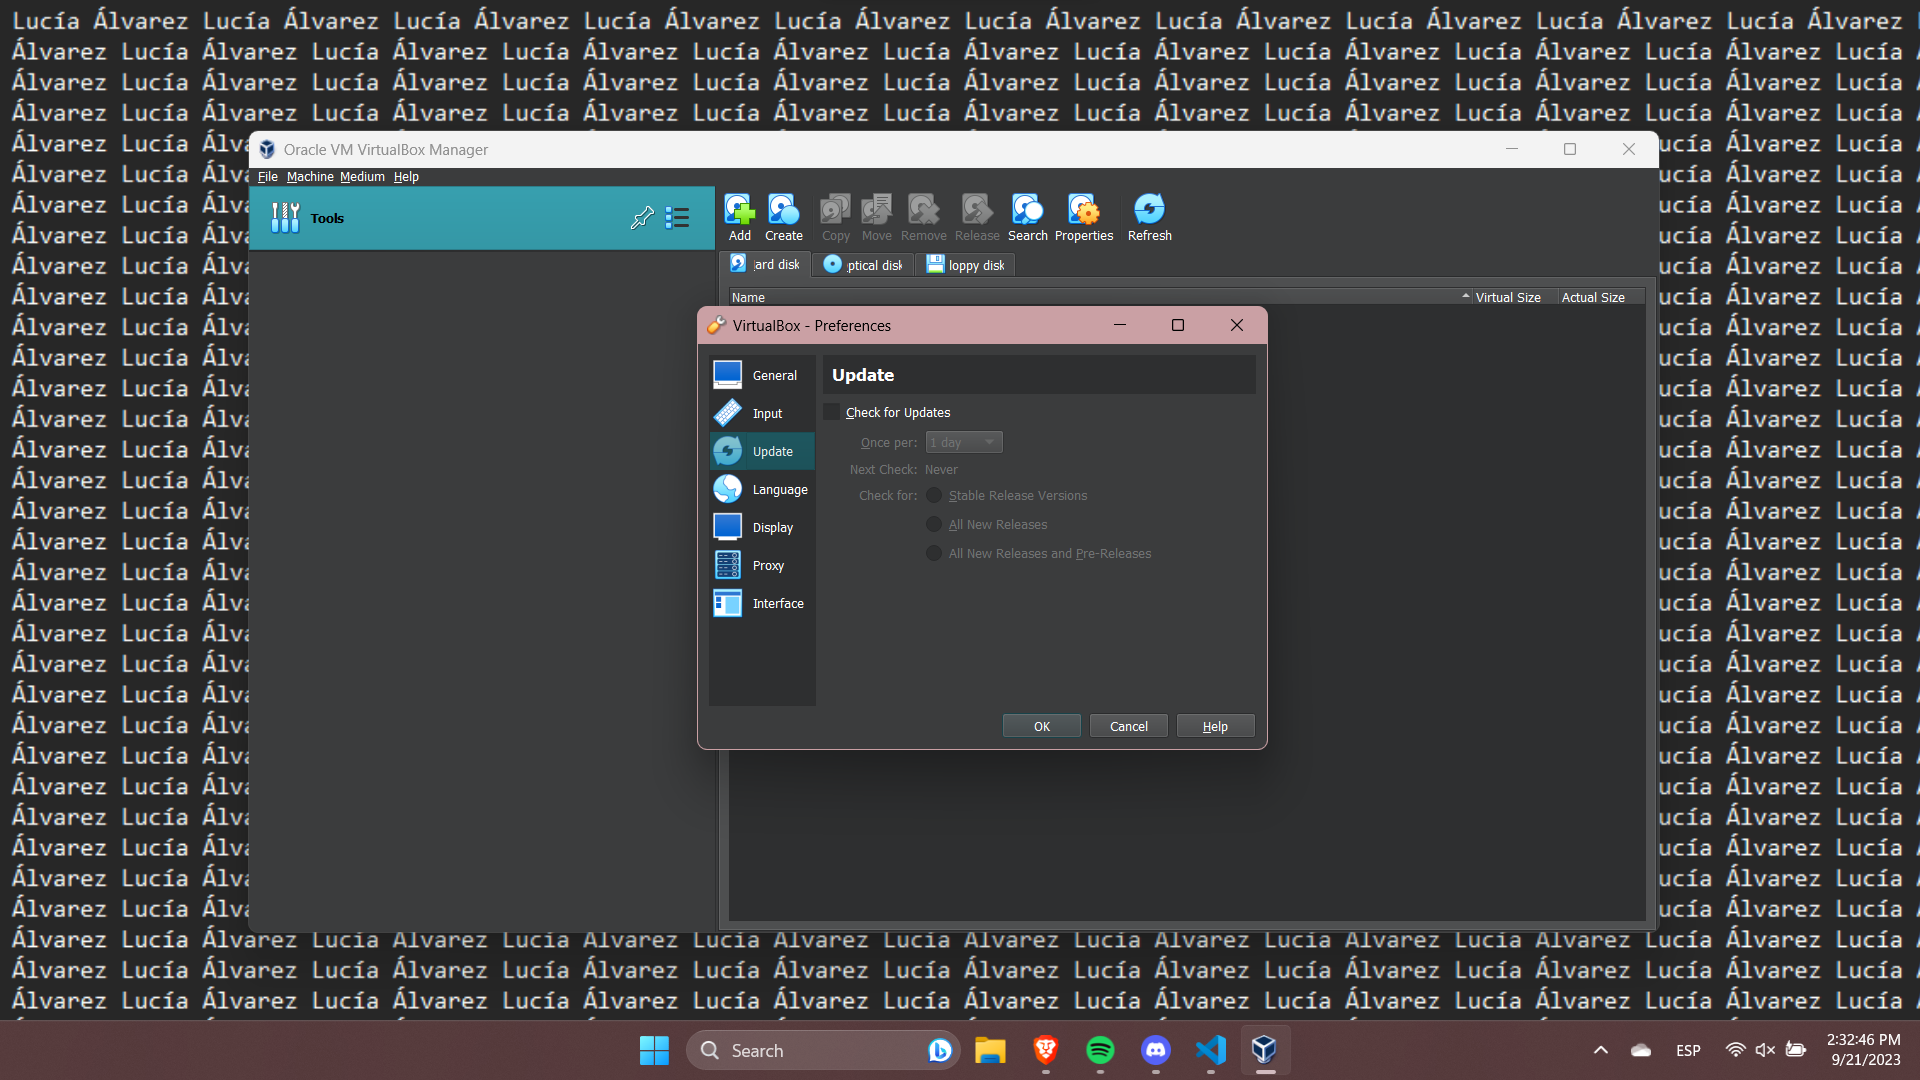 Lucía Álvarez Lucía Álvarez Lucía Álvarez Lucía Álvarez Lucía Álvarez Lucía Álvarez Lucía Álvarez Lucía Álvarez Lucía Álvarez Lucía Álvarez
Álvarez Lucía Álvarez Lucía Álvarez Lucía Álvarez Lucía Álvarez Lucía Álvarez Lucía Álvarez Lucía Álvarez Lucía Álvarez Lucía Álvarez Lucía
Álvarez Lucía Álvarez Lucía Álvarez Lucía Álvarez Lucía Álvarez Lucía Álvarez Lucía Álvarez Lucía Álvarez Lucía Álvarez Lucía Álvarez Lucía
Álvarez Lucía Álvarez Lucía Álvarez Lucía Álvarez Lucía Álvarez Lucía Álvarez Lucía Álvarez Lucía Álvarez Lucía Álvarez Lucía Álvarez Lucía
Oracle VM VirtualBox Manager
File Machine Medium Help
Tools
Add Create Copy Move Remove Release Search Properties Refresh
ard disk ptical disk loppy disk
Name Virtual Size Actual Size
VirtualBox - Preferences
General
Input
Update
Language
Display
Proxy
Interface
Update
Check for Updates
Once per: 1 day
Next Check: Never
Check for: Stable Release Versions
All New Releases
All New Releases and Pre-Releases
OK Cancel Help
Álvarez Lucía Álvarez Lucía Álvarez Lucía Álvarez Lucía Álvarez Lucía Álvarez Lucía Álvarez Lucía Álvarez Lucía Álvarez Lucía Álvarez Lucía
Álvarez Lucía Álvarez Lucía Álvarez Lucía Álvarez Lucía Álvarez Lucía Álvarez Lucía Álvarez Lucía Álvarez Lucía Álvarez Lucía Álvarez Lucía
Álvarez Lucía Álvarez Lucía Álvarez Lucía Álvarez Lucía Álvarez Lucía Álvarez Lucía Álvarez Lucía Álvarez Lucía Álvarez Lucía Álvarez Lucía
Search
ESP
2:32:46 PM
9/21/2023